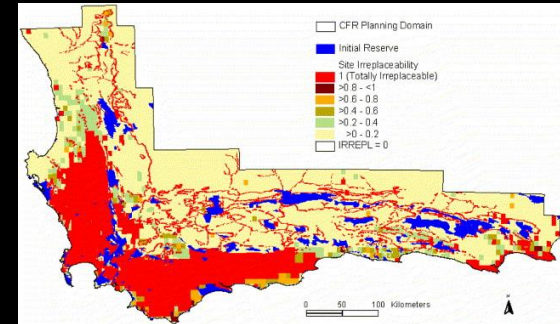 CFR Planning Domain
Initial Reserve
Site Irreplaceability
1 (Totally Irreplaceable)
>0.8 - <1
>0.6 - 0.8
>0.4 - 0.6
>0.2 - 0.4
>0 - 0.2
IRREPL = 0
0 50 100 Kilometers